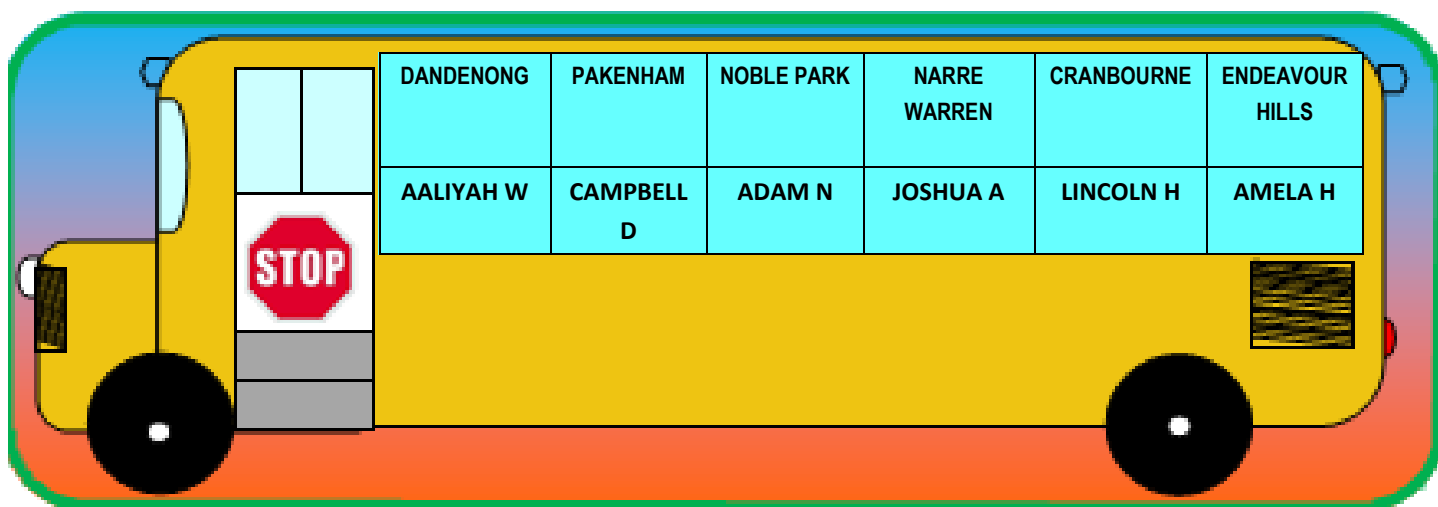 DANDENONG PAKENHAM NOBLE PARK NARRE WARREN CRANBOURNE ENDEAVOUR HILLS
AALIYAH W CAMPBELL D ADAM N JOSHUA A LINCOLN H AMELA H
STOP